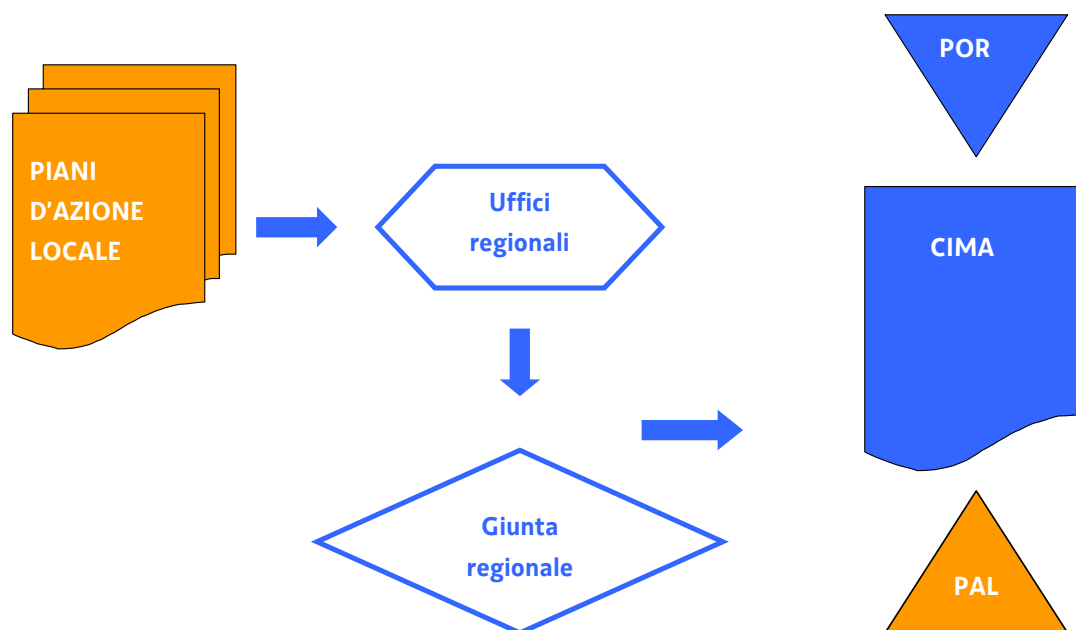 PIANI
D'AZIONE
LOCALE
Uffici
regionali
Giunta
regionale
POR
CIMA
PAL